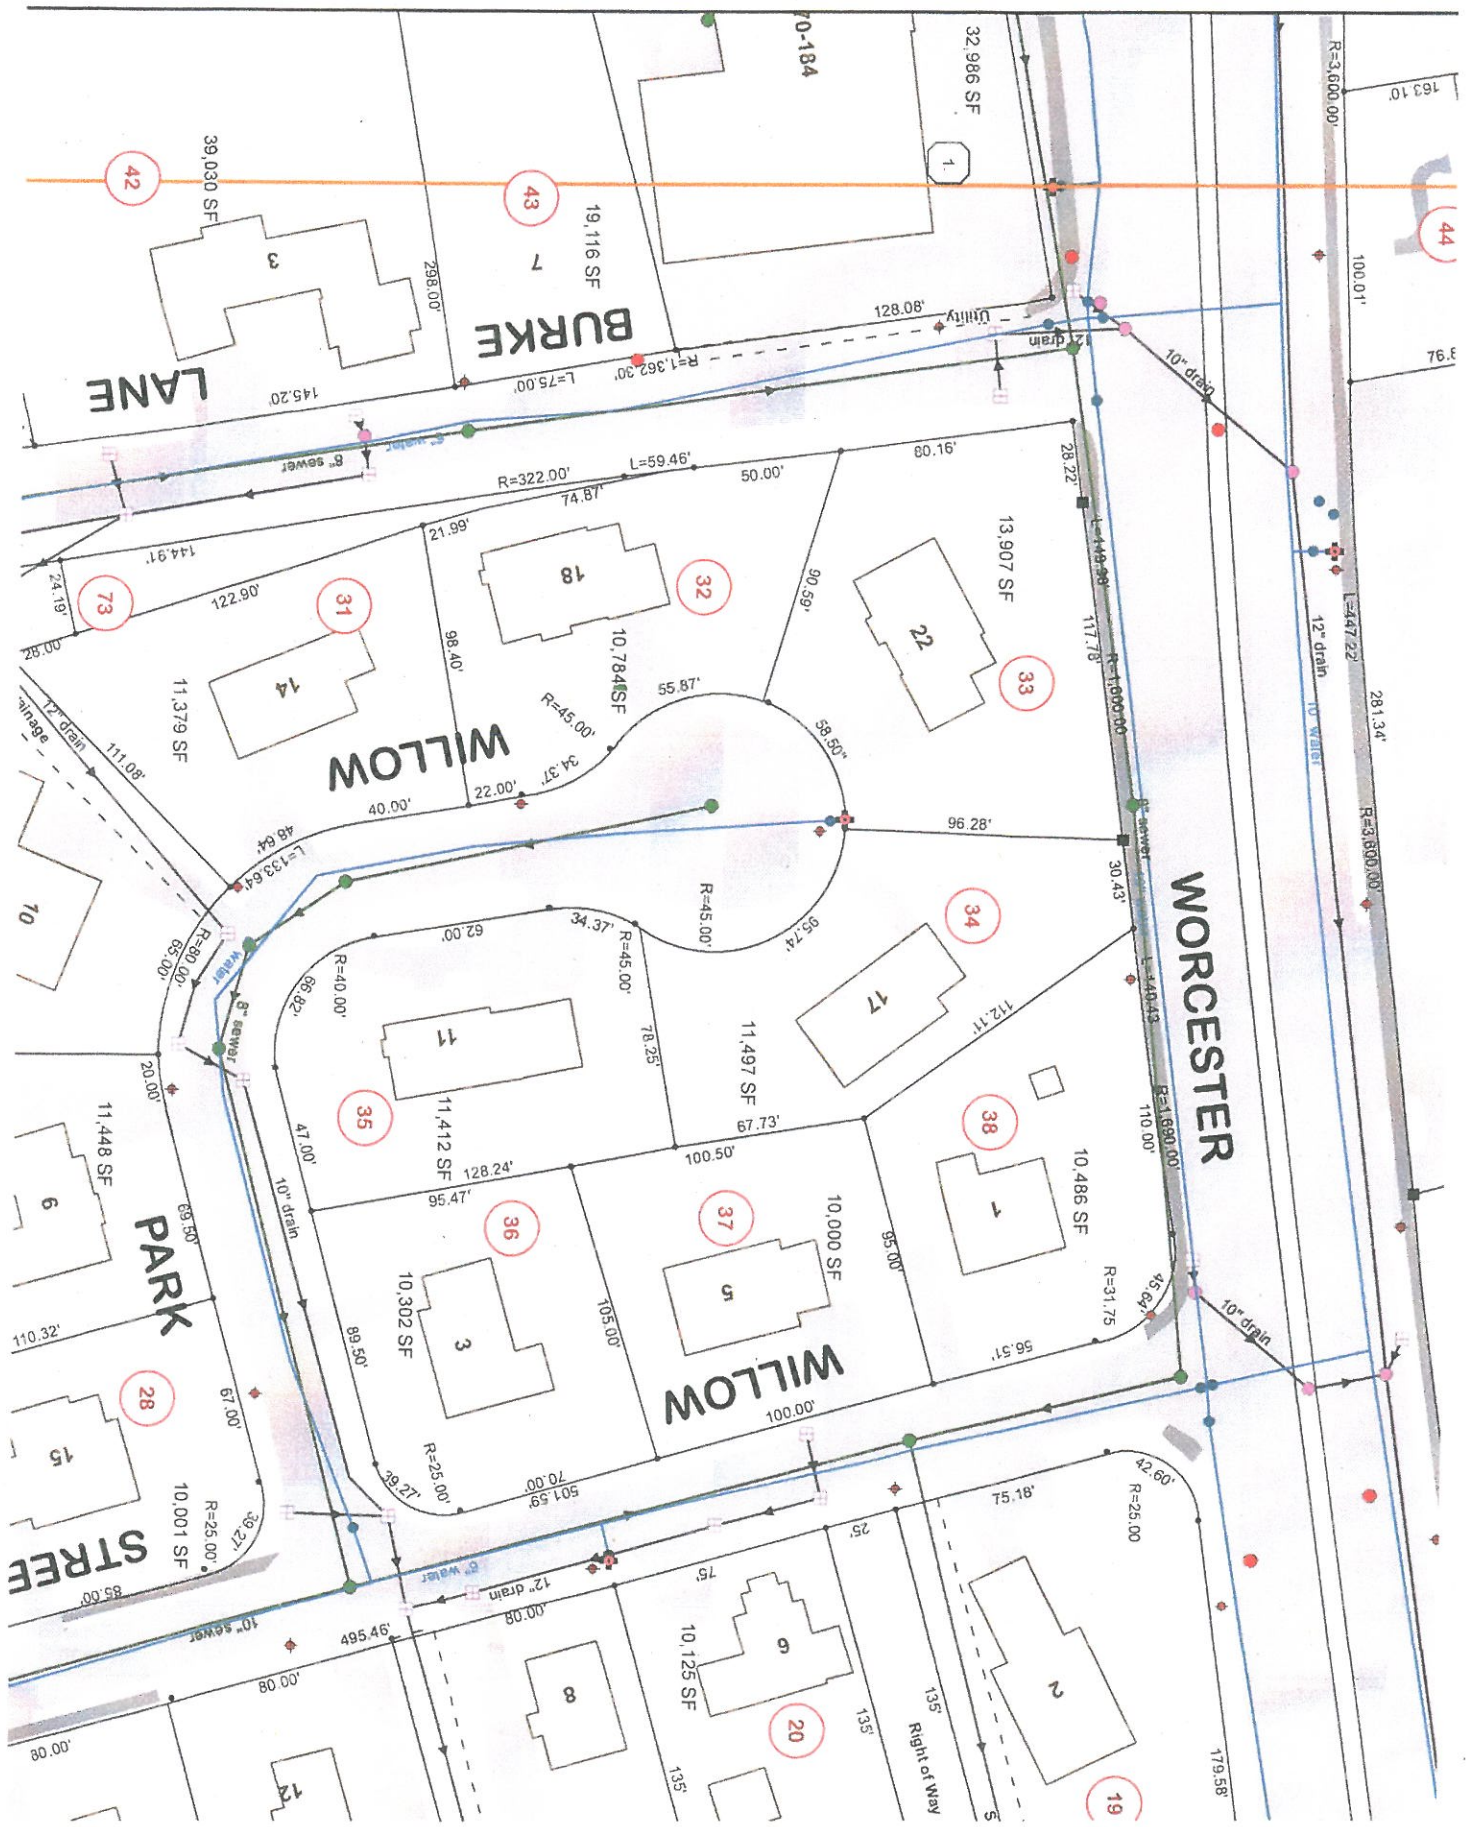 70-184
32,986 SF
1.
R=3,600.00'
163.10'
44
100.01'
39,030 SF
42
43
19,116 SF
7
3
298.00'
BURKE
LANE
128.08'
Utility
12" drain
10" drain
R=1,362.30'
L=75.00'
145.20'
6" water
8" sewer
R=322.00'
L=59.46'
50.00'
80.16'
28.22'
74.87'
21.99'
144.91'
24.19'
73
28.00'
122.90'
31
14
11,379 SF
98.40'
18
32
10,784 SF
90.59'
13,907 SF
22
33
L=149.98'
117.78'
R=1,600.00
L=447.22'
12" drain
10" water
281.34'
R=3,600.00'
WORCESTER
8" sewer
WILLOW
R=45.00'
55.87'
58.50'
34.37'
22.00'
40.00'
48.64'
L=133.64'
111.08'
12" drain
ainage
10
R=80.00'
65.00'
water
8" sewer
96.28'
30.43'
R=45.00'
95.74'
34.37'
R=45.00'
62.00'
R=40.00'
66.82'
11
35
11,412 SF
78.25'
11,497 SF
17
34
112.11'
L=140.43
R=1,690.00'
110.00'
38
1
10,486 SF
67.73'
100.50'
128.24'
95.47'
47.00'
10" drain
20.00'
11,448 SF
6
69.50'
PARK
110.32'
28
67.00'
15
10,001 SF
R=25.00'
39.27'
STREE
85.00'
36
10,302 SF
3
89.50'
105.00'
37
5
10,000 SF
95.00'
R=31.75
45.64'
10" drain
56.51'
WILLOW
100.00'
70.00'
501.59'
R=25.00'
39.27'
6" water
12" drain
10" sewer
495.46'
80.00'
80.00'
80.00'
75'
25'
75.18'
42.60'
R=25.00
8
10,125 SF
20
135'
135'
135'
Right of Way
S
2
19
179.58'